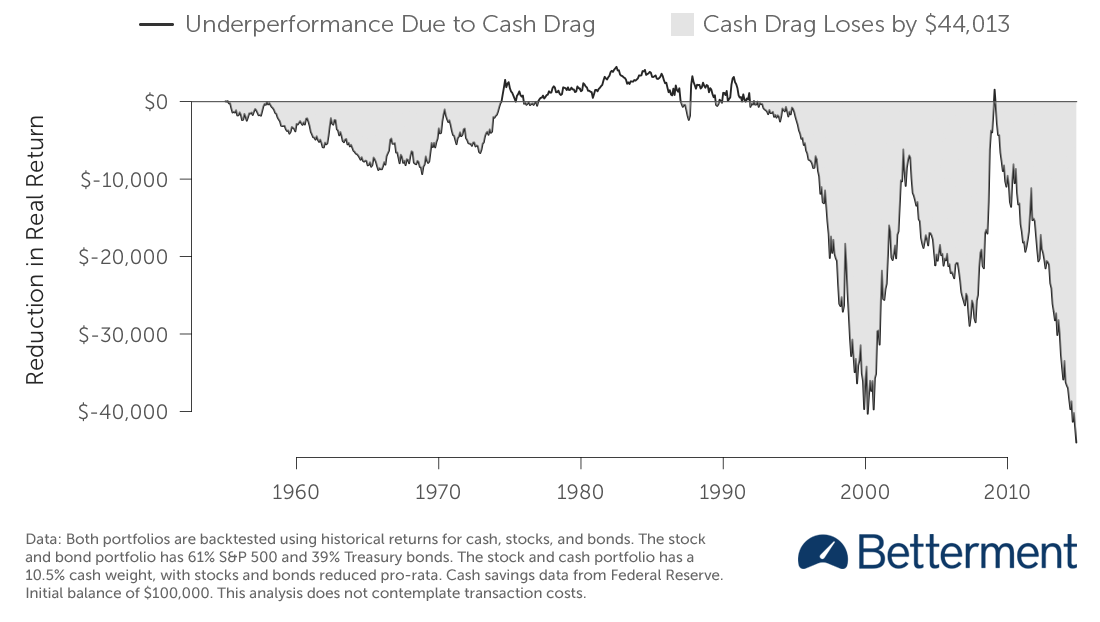 Underperformance Due to Cash Drag
Cash Drag Loses by $44,013
Reduction in Real Return
$0
$-10,000
$-20,000
$-30,000
$-40,000
1960
1970
1980
1990
2000
2010
Data: Both portfolios are backtested using historical returns for cash, stocks, and bonds. The stock
and bond portfolio has 61% S&P 500 and 39% Treasury bonds. The stock and cash portfolio has a
10.5% cash weight, with stocks and bonds reduced pro-rata. Cash savings data from Federal Reserve.
Initial balance of $100,000. This analysis does not contemplate transaction costs.
Betterment